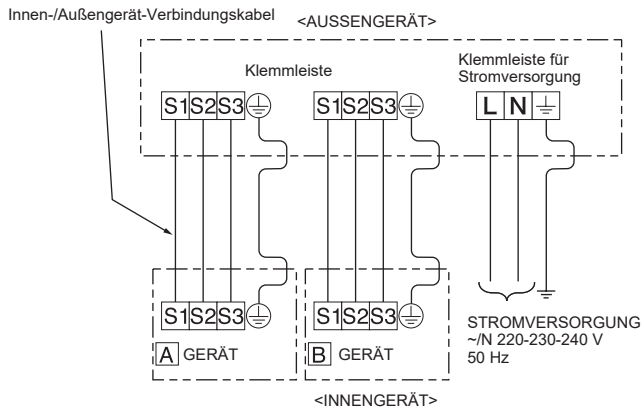 Innen-/Außengerät-Verbindungskabel
<AUSSENGERÄT>
Klemmleiste
Klemmleiste für
Stromversorgung
S1 S2 S3
S1 S2 S3
L N
S1 S2 S3
S1 S2 S3
A GERÄT
B GERÄT
STROMVERSORGUNG
~/N 220-230-240 V
50 Hz
<INNENGERÄT>